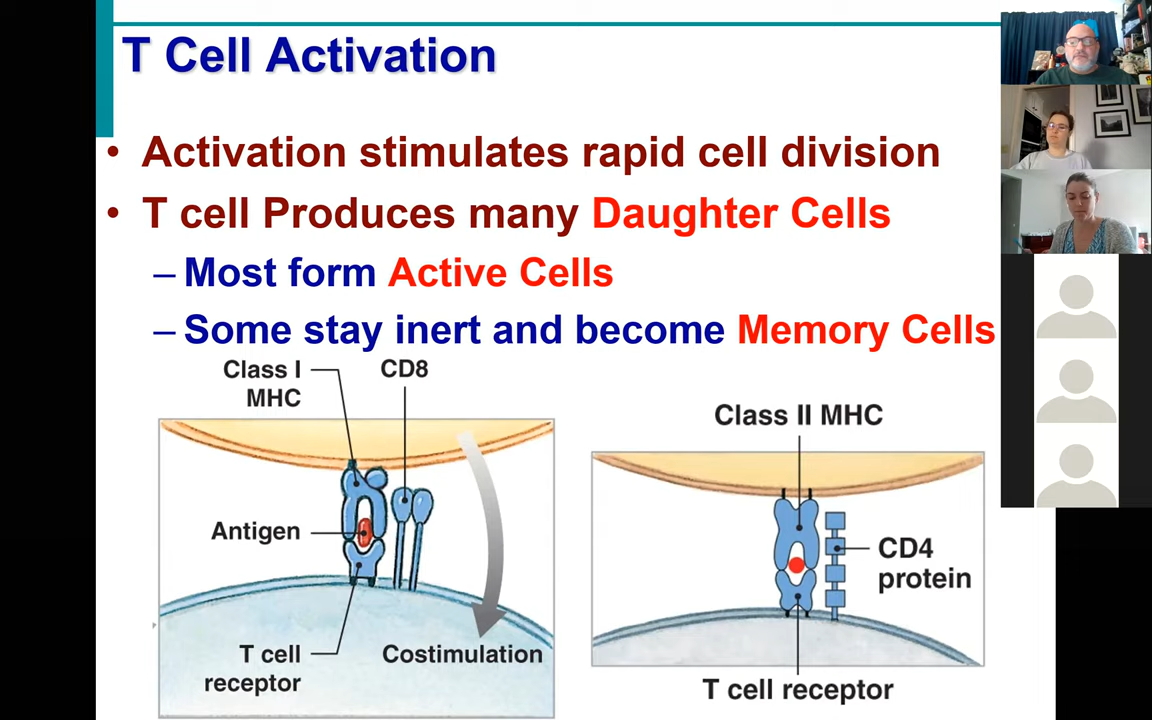 T Cell Activation
• Activation stimulates rapid cell division
• T cell Produces many Daughter Cells
– Most form Active Cells
– Some stay inert and become Memory Cells
Class I
MHC
CD8
Antigen
T cell
receptor
Costimulation
Class II MHC
CD4
protein
T cell receptor